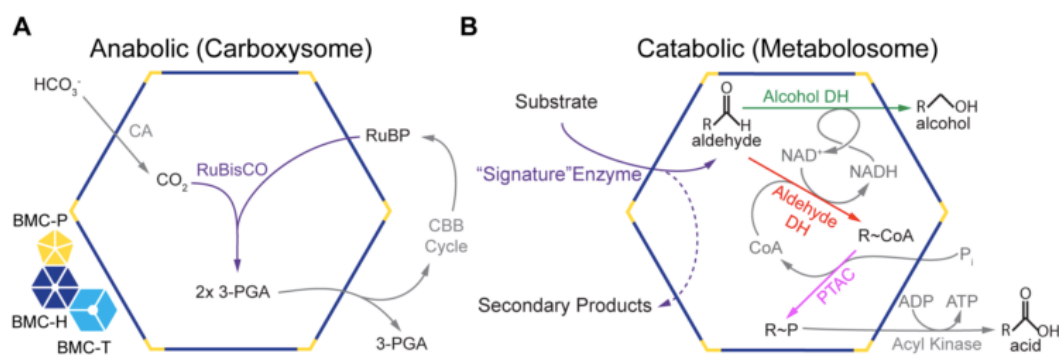 A
Anabolic (Carboxysome)
HCO₃⁻
CA
CO₂
RuBisCO
RuBP
CBB
Cycle
2x 3-PGA
3-PGA
BMC-P
BMC-H
BMC-T
B
Catabolic (Metabolosome)
Substrate
"Signature"Enzyme
Secondary Products
O
R
H
aldehyde
Alcohol DH
R
OH
alcohol
NAD⁺
NADH
Aldehyde
DH
CoA
R~CoA
Pᵢ
PTAC
R~P
ADP
ATP
Acyl Kinase
O
R
OH
acid